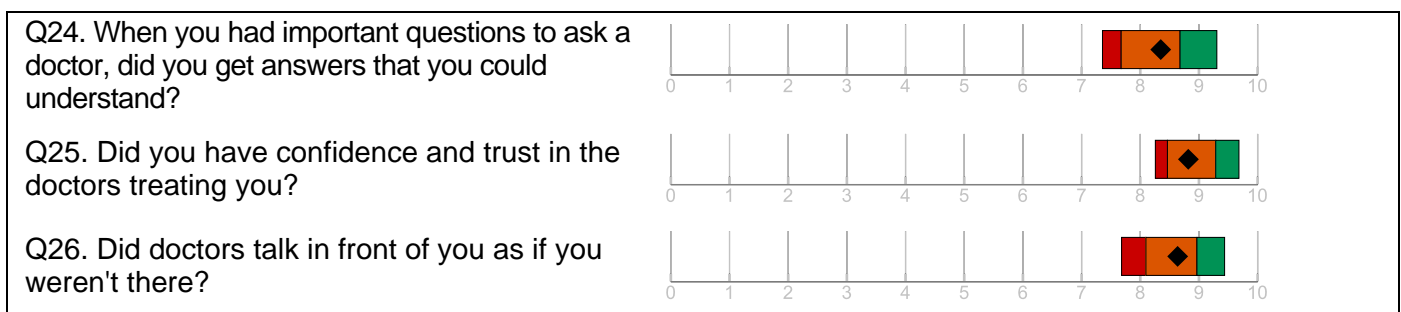 Q24. When you had important questions to ask a
doctor, did you get answers that you could
understand?
0 1 2 3 4 5 6 7 8 9 10
Q25. Did you have confidence and trust in the
doctors treating you?
0 1 2 3 4 5 6 7 8 9 10
Q26. Did doctors talk in front of you as if you
weren't there?
0 1 2 3 4 5 6 7 8 9 10